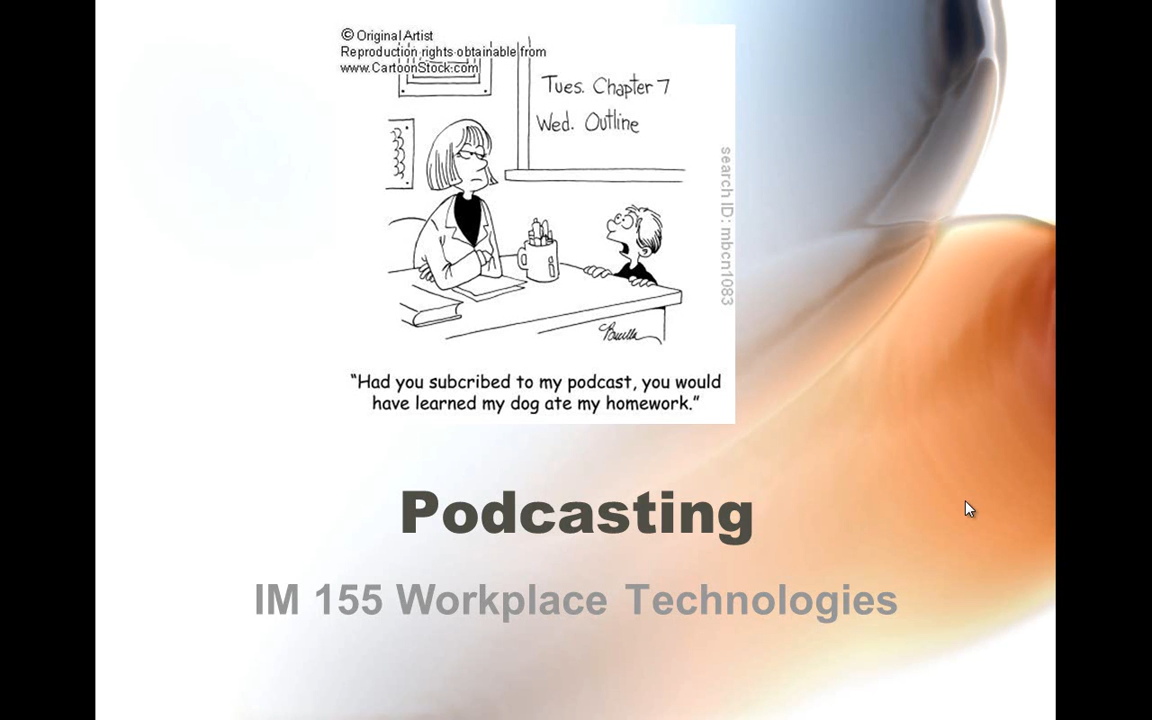 © Original Artist
Reproduction rights obtainable from
www.CartoonStock.com
Tues. Chapter 7
Wed. Outline
search ID: mbcn1083
“Had you subcribed to my podcast, you would
have learned my dog ate my homework.”
Podcasting
IM 155 Workplace Technologies